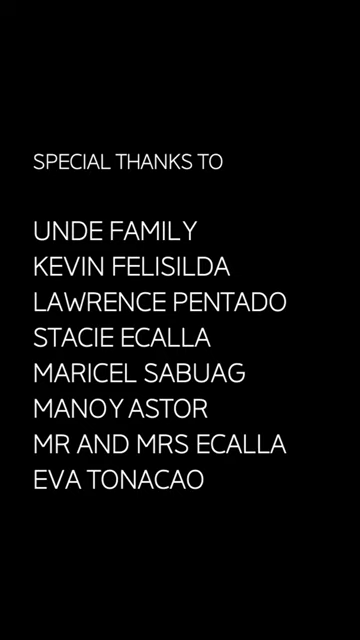 SPECIAL THANKS TO
UNDE FAMILY
KEVIN FELISILDA
LAWRENCE PENTADO
STACIE ECALLA
MARICEL SABUAG
MANOY ASTOR
MR AND MRS ECALLA
EVA TONACAO